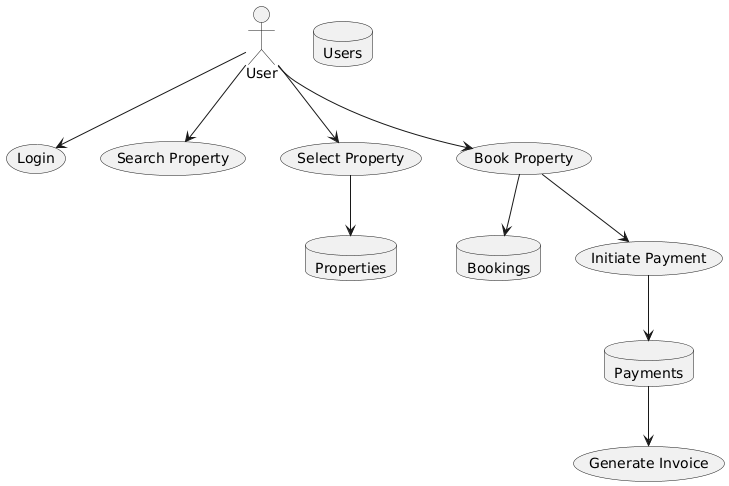 Users
User
Login
Search Property
Select Property
Book Property
Properties
Bookings
Initiate Payment
Payments
Generate Invoice